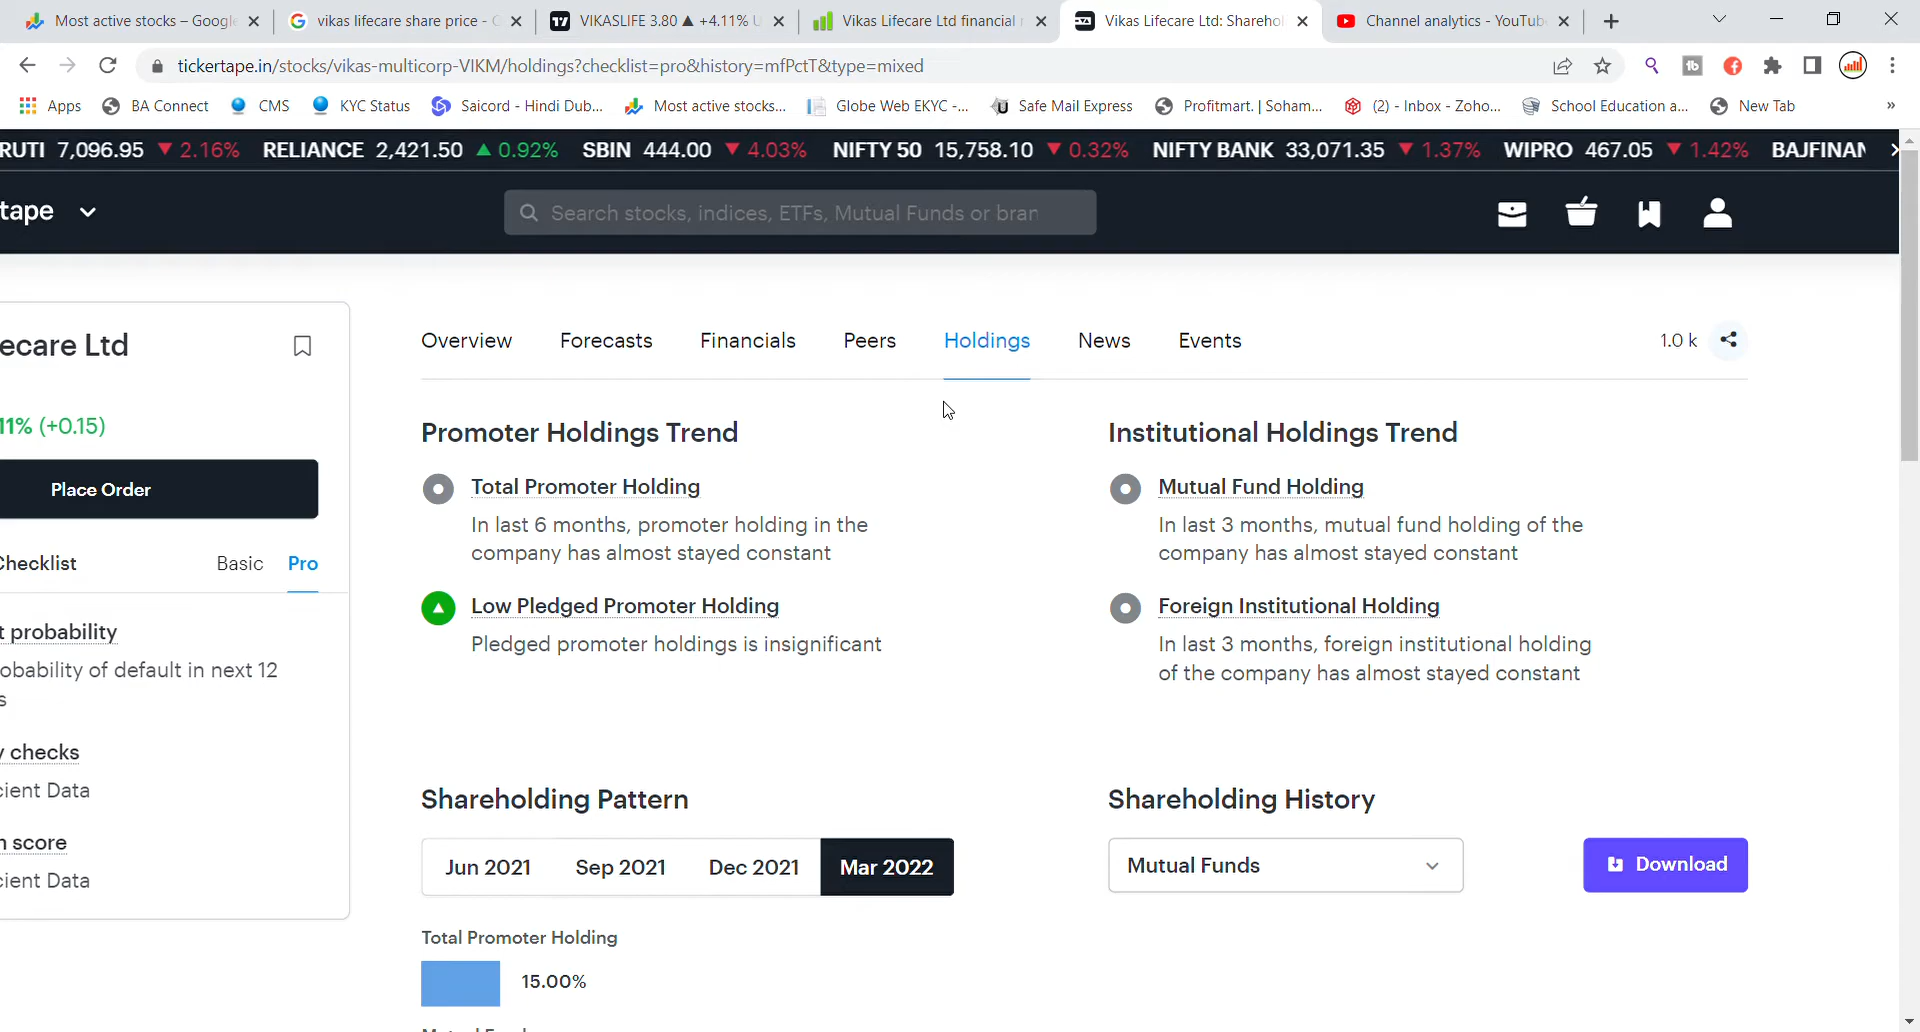 Most active stocks – Google
vikas lifecare share price -
VIKASLIFE 3.80 ▲ +4.11% U
Vikas Lifecare Ltd financial
Vikas Lifecare Ltd: Sharehol
Channel analytics - YouTub
tickertape.in/stocks/vikas-multicorp-VIKM/holdings?checklist=pro&history=mfPctT&type=mixed
Apps
BA Connect
CMS
KYC Status
Saicord - Hindi Dub...
Most active stocks...
Globe Web EKYC -...
Safe Mail Express
Profitmart. | Soham...
(2) - Inbox - Zoho...
School Education a...
New Tab
»
RUTI 7,096.95 ▼ 2.16% RELIANCE 2,421.50 ▲ 0.92% SBIN 444.00 ▼ 4.03% NIFTY 50 15,758.10 ▼ 0.32% NIFTY BANK 33,071.35 ▼ 1.37% WIPRO 467.05 ▼ 1.42% BAJFINAN
tape
Search stocks, indices, ETFs, Mutual Funds or bran
ecare Ltd
11% (+0.15)
Place Order
Checklist
Basic
Pro
t probability
obability of default in next 12
s
y checks
cient Data
n score
cient Data
Overview
Forecasts
Financials
Peers
Holdings
News
Events
1.0 k
Promoter Holdings Trend
Total Promoter Holding
In last 6 months, promoter holding in the
company has almost stayed constant
Low Pledged Promoter Holding
Pledged promoter holdings is insignificant
Institutional Holdings Trend
Mutual Fund Holding
In last 3 months, mutual fund holding of the
company has almost stayed constant
Foreign Institutional Holding
In last 3 months, foreign institutional holding
of the company has almost stayed constant
Shareholding Pattern
Jun 2021
Sep 2021
Dec 2021
Mar 2022
Total Promoter Holding
15.00%
Shareholding History
Mutual Funds
Download